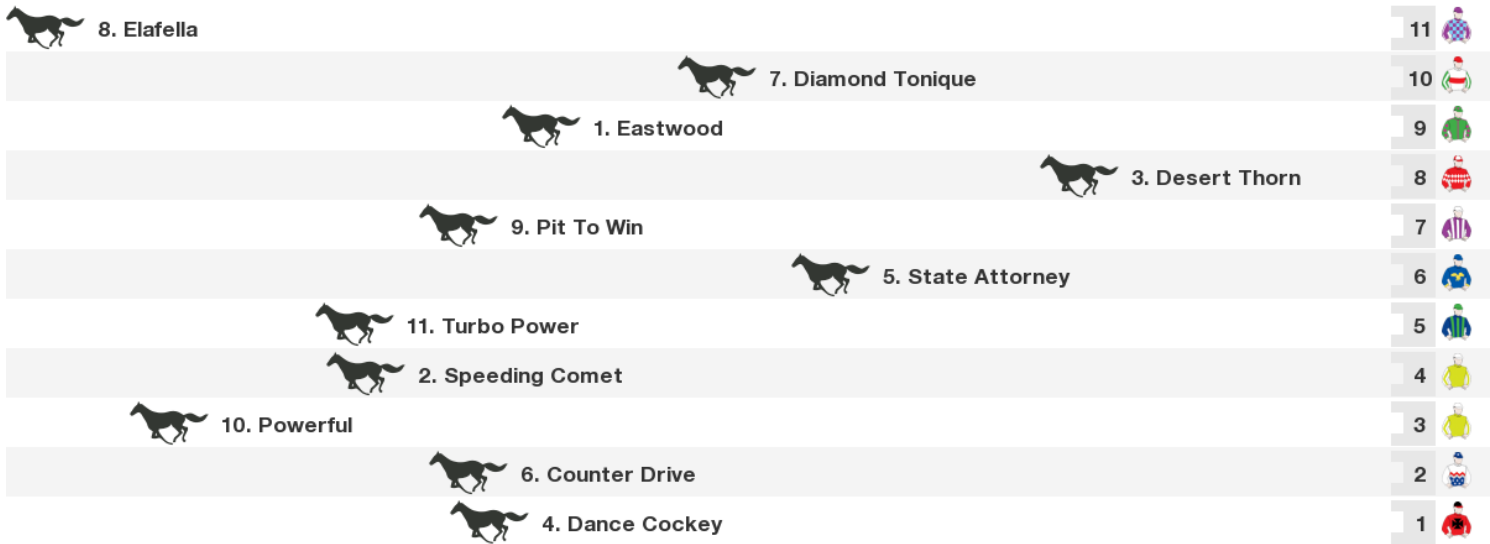 8. Elafella 11
7. Diamond Tonique 10
1. Eastwood 9
3. Desert Thorn 8
9. Pit To Win 7
5. State Attorney 6
11. Turbo Power 5
2. Speeding Comet 4
10. Powerful 3
6. Counter Drive 2
4. Dance Cockey 1